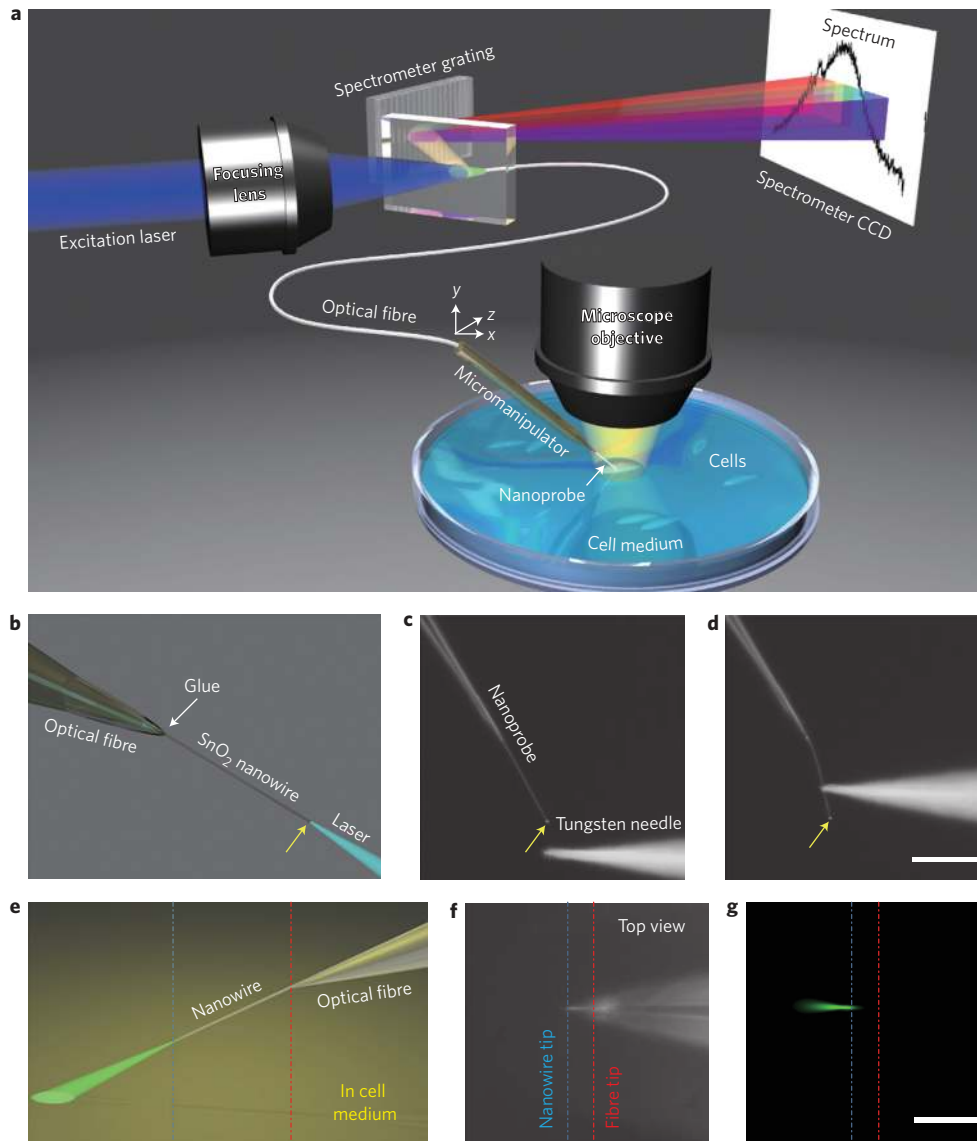 a
Spectrum
Spectrometer grating
Focusing
lens
Excitation laser
Spectrometer CCD
y
z
x
Optical fibre
Microscope
objective
Micromanipulator
Cells
Nanoprobe
Cell medium
b
Glue
Optical fibre
SnO₂ nanowire
Laser
c
Nanoprobe
Tungsten needle
d
e
Nanowire
Optical fibre
In cell
medium
f
Top view
Nanowire tip
Fibre tip
g